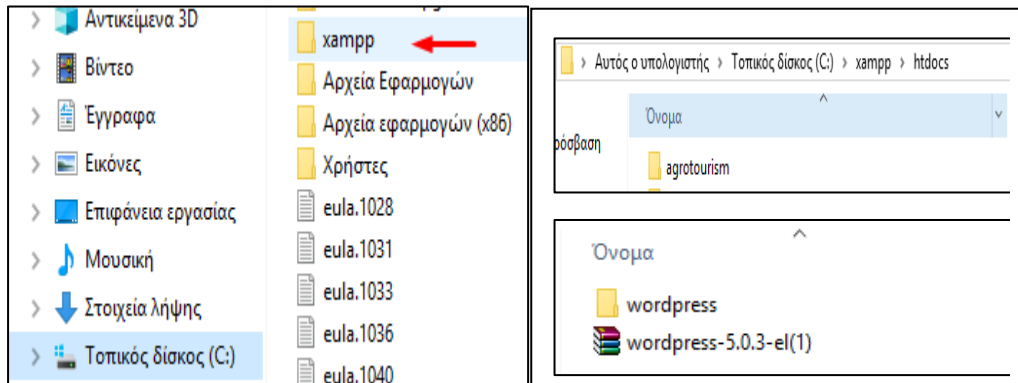 Αντικείμενα 3D
Βίντεο
Έγγραφα
Εικόνες
Επιφάνεια εργασίας
Μουσική
Στοιχεία λήψης
Τοπικός δίσκος (C:)
xampp
Αρχεία Εφαρμογών
Αρχεία εφαρμογών (x86)
Χρήστες
eula.1028
eula.1031
eula.1033
eula.1036
eula.1040
Αυτός ο υπολογιστής > Τοπικός δίσκος (C:) > xampp > htdocs
Όνομα
ρόσβαση
agrotourism
Όνομα
wordpress
wordpress-5.0.3-el(1)